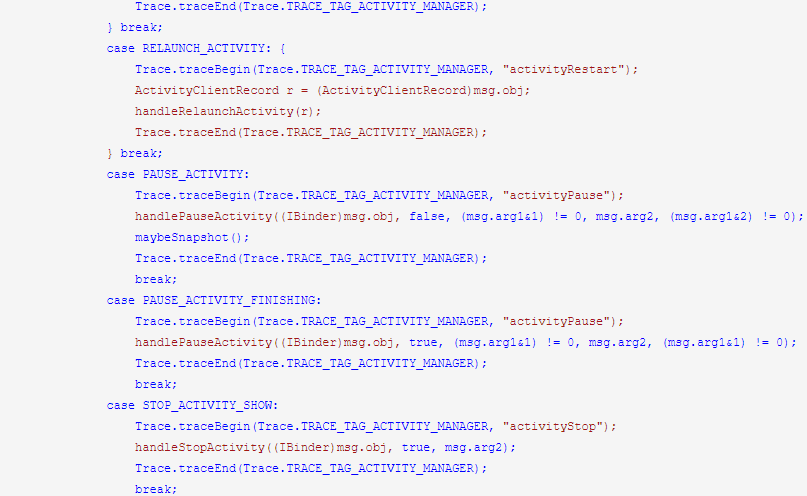 Trace.traceEnd(Trace.TRACE_TAG_ACTIVITY_MANAGER);
} break;
case RELAUNCH_ACTIVITY: {
Trace.traceBegin(Trace.TRACE_TAG_ACTIVITY_MANAGER, "activityRestart");
ActivityClientRecord r = (ActivityClientRecord)msg.obj;
handleRelaunchActivity(r);
Trace.traceEnd(Trace.TRACE_TAG_ACTIVITY_MANAGER);
} break;
case PAUSE_ACTIVITY:
Trace.traceBegin(Trace.TRACE_TAG_ACTIVITY_MANAGER, "activityPause");
handlePauseActivity((IBinder)msg.obj, false, (msg.arg1&1) != 0, msg.arg2, (msg.arg1&2) != 0);
maybeSnapshot();
Trace.traceEnd(Trace.TRACE_TAG_ACTIVITY_MANAGER);
break;
case PAUSE_ACTIVITY_FINISHING:
Trace.traceBegin(Trace.TRACE_TAG_ACTIVITY_MANAGER, "activityPause");
handlePauseActivity((IBinder)msg.obj, true, (msg.arg1&1) != 0, msg.arg2, (msg.arg1&1) != 0);
Trace.traceEnd(Trace.TRACE_TAG_ACTIVITY_MANAGER);
break;
case STOP_ACTIVITY_SHOW:
Trace.traceBegin(Trace.TRACE_TAG_ACTIVITY_MANAGER, "activityStop");
handleStopActivity((IBinder)msg.obj, true, msg.arg2);
Trace.traceEnd(Trace.TRACE_TAG_ACTIVITY_MANAGER);
break;